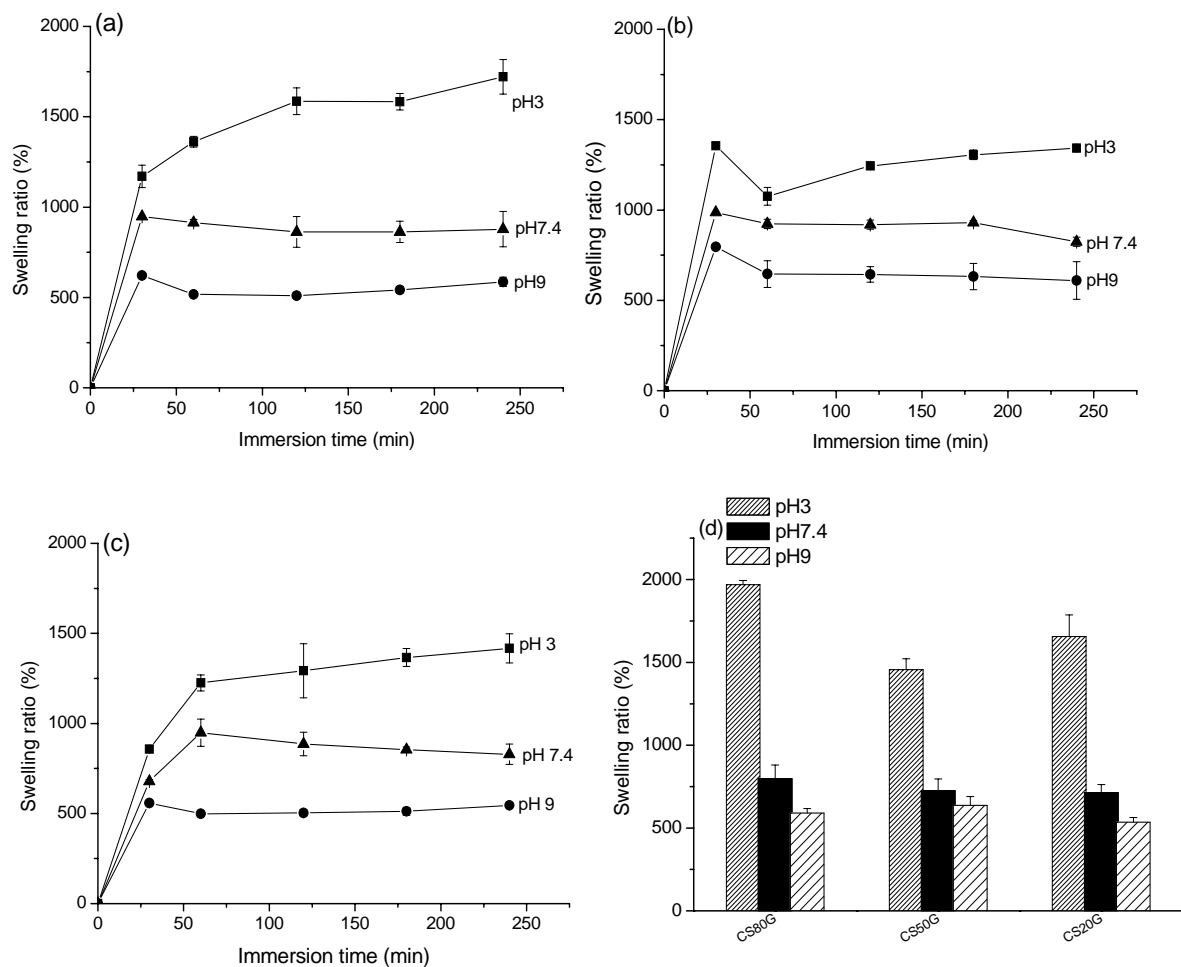 (a)
2000
1500
1000
500
0
Swelling ratio (%)
pH3
pH7.4
pH9
0 50 100 150 200 250
Immersion time (min)
(b)
2000
1500
1000
500
0
Swelling ratio (%)
pH3
pH 7.4
pH9
0 50 100 150 200 250
Immersion time (min)
(c)
2000
1500
1000
500
0
Swelling ratio (%)
pH 3
pH 7.4
pH 9
0 50 100 150 200 250
Immersion time (min)
(d)
pH3
pH7.4
pH9
2000
1500
1000
500
0
Swelling ratio (%)
CS80G CS50G CS20G